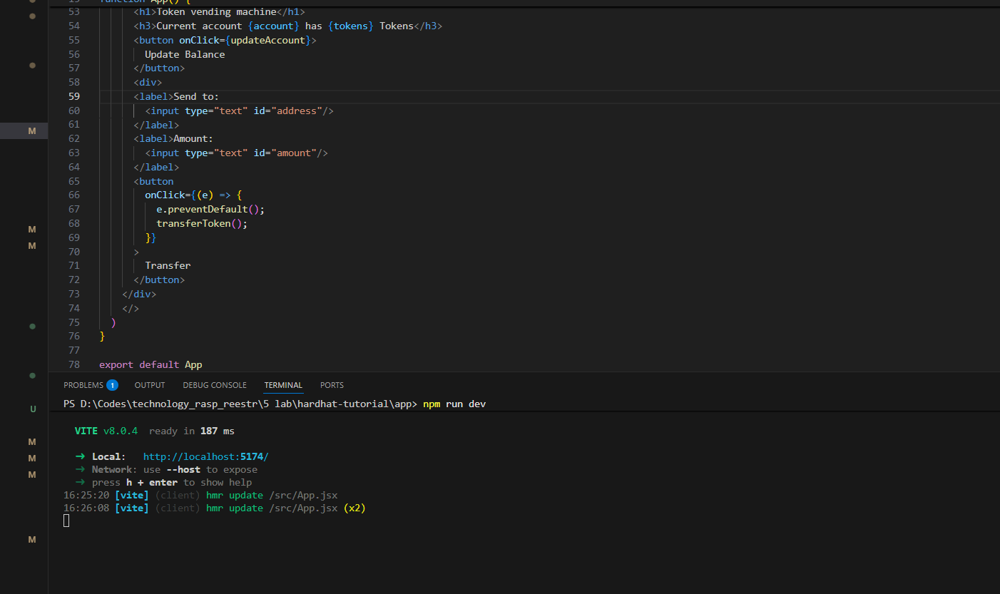 M
M
M
U
M
M
M
M
function App() {
53 <h1>Token vending machine</h1>
54 <h3>Current account {account} has {tokens} Tokens</h3>
55 <button onClick={updateAccount}>
56 Update Balance
57 </button>
58 <div>
59 <label>Send to:
60 <input type="text" id="address"/>
61 </label>
62 <label>Amount:
63 <input type="text" id="amount"/>
64 </label>
65 <button
66 onClick={(e) => {
67 e.preventDefault();
68 transferToken();
69 }}
70 >
71 Transfer
72 </button>
73 </div>
74 </>
75 )
76 }
77
78 export default App
PROBLEMS 1 OUTPUT DEBUG CONSOLE TERMINAL PORTS
PS D:\Codes\technology_rasp_reestr\5 lab\hardhat-tutorial\app> npm run dev
VITE v8.0.4 ready in 187 ms
➜ Local: http://localhost:5174/
➜ Network: use --host to expose
➜ press h + enter to show help
16:25:20 [vite] (client) hmr update /src/App.jsx
16:26:08 [vite] (client) hmr update /src/App.jsx (x2)